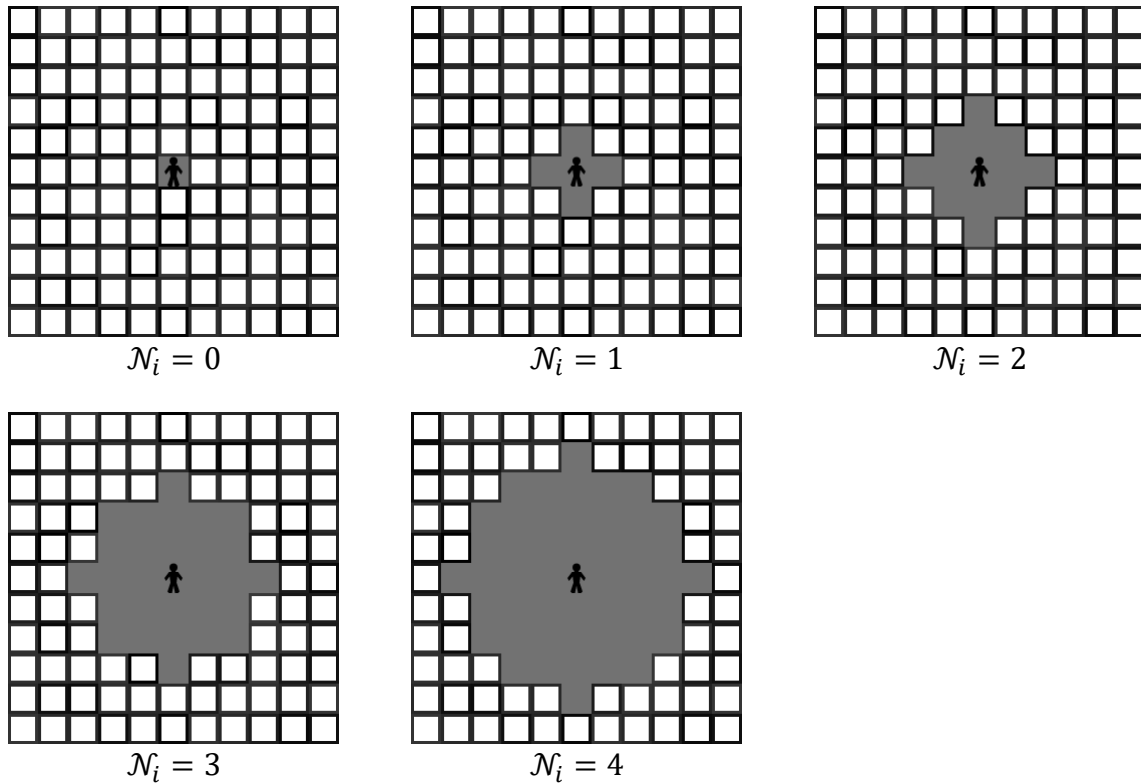 𝒩ᵢ = 0
𝒩ᵢ = 1
𝒩ᵢ = 2
𝒩ᵢ = 3
𝒩ᵢ = 4